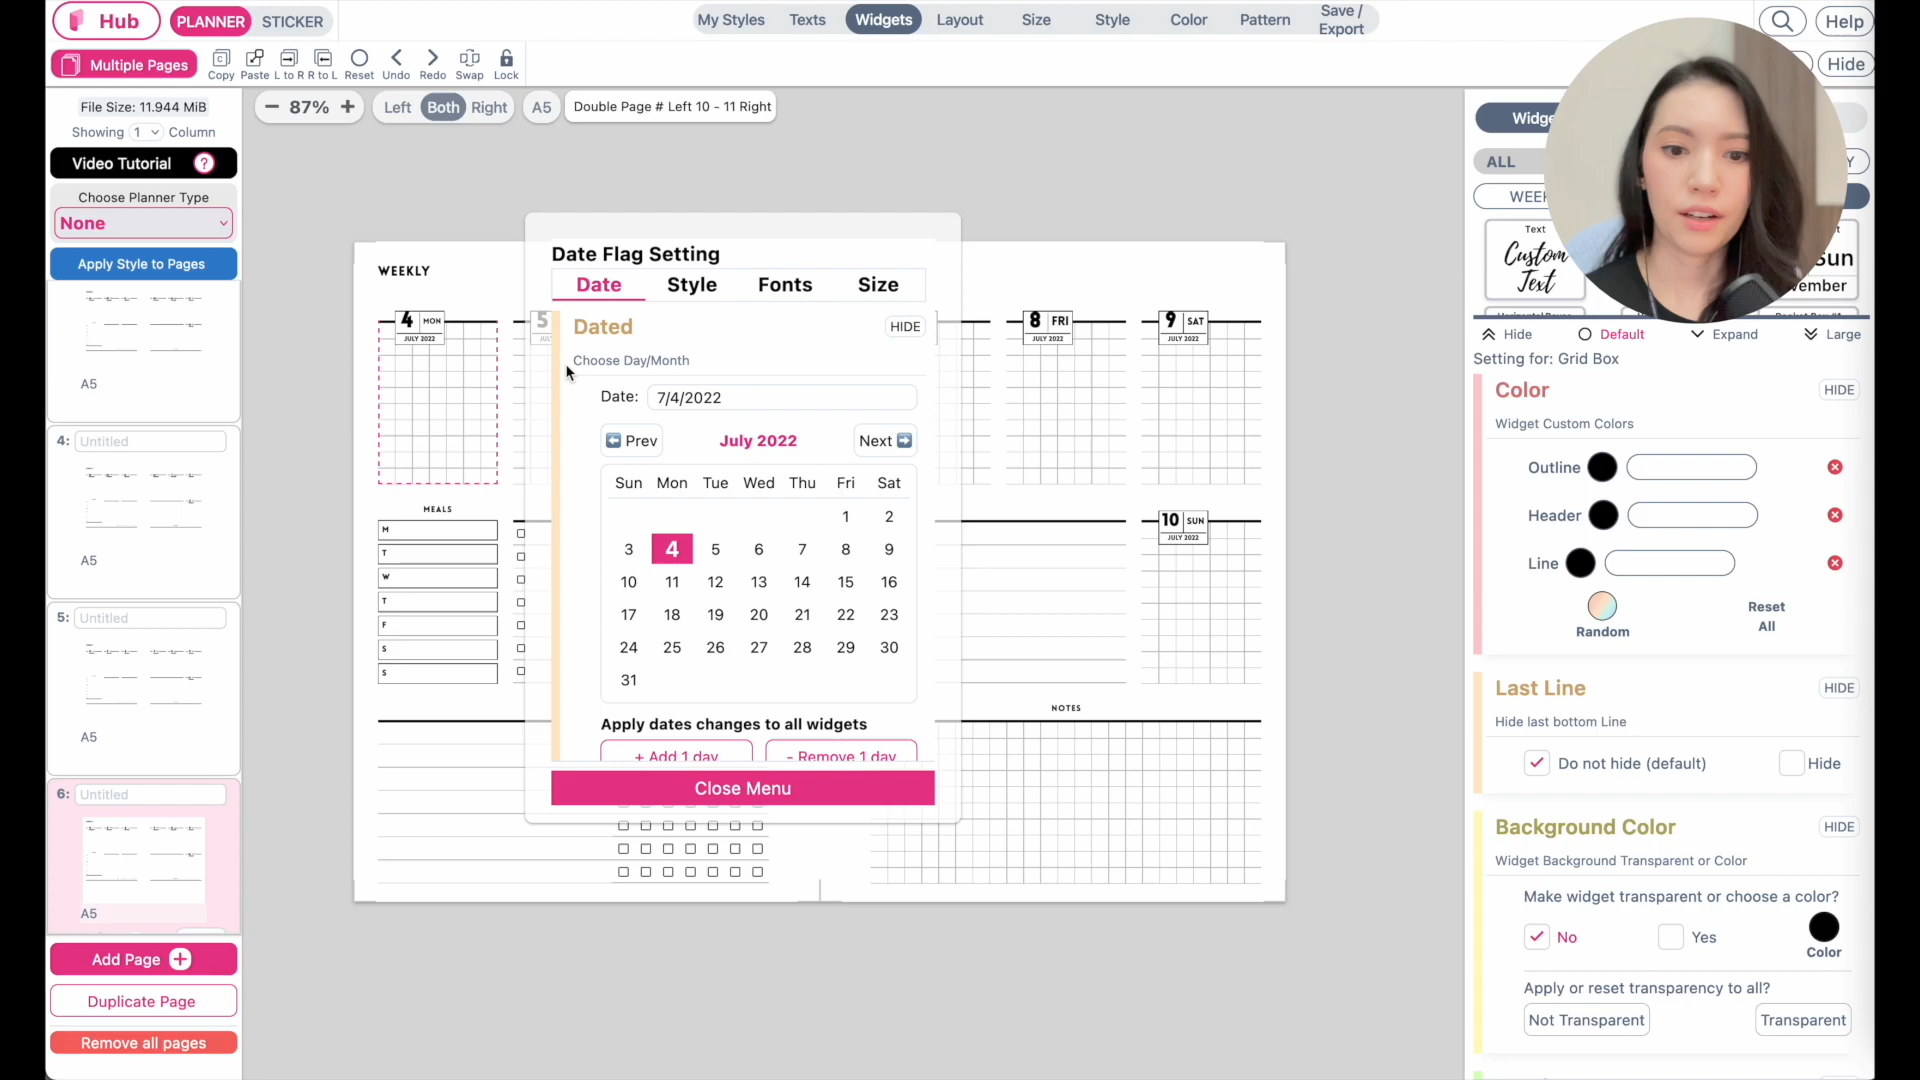 Hub
PLANNER
STICKER
My Styles
Texts
Widgets
Layout
Size
Style
Color
Pattern
Save /
Export
Help
Multiple Pages
Copy
Paste
L to R
R to L
Reset
Undo
Redo
Swap
Lock
Hide
File Size: 11.944 MiB
Showing 1 Column
Video Tutorial ?
Choose Planner Type
None
Apply Style to Pages
A5
4: Untitled
A5
5: Untitled
A5
6: Untitled
A5
Add Page +
Duplicate Page
Remove all pages
87%
Left
Both
Right
A5
Double Page # Left 10 - 11 Right
WEEKLY
4 MON
JULY 2022
5
8 FRI
JULY 2022
9 SAT
JULY 2022
MEALS
M
T
W
T
F
S
S
10 SUN
JULY 2022
NOTES
Date Flag Setting
Date
Style
Fonts
Size
Dated
HIDE
Choose Day/Month
Date: 7/4/2022
Prev
July 2022
Next
Sun Mon Tue Wed Thu Fri Sat
1 2
3 4 5 6 7 8 9
10 11 12 13 14 15 16
17 18 19 20 21 22 23
24 25 26 27 28 29 30
31
Apply dates changes to all widgets
+ Add 1 day
- Remove 1 day
Close Menu
ALL
Text
Custom
Text
Hide
Default
Expand
Large
Setting for: Grid Box
Color
HIDE
Widget Custom Colors
Outline
Header
Line
Random
Reset
All
Last Line
HIDE
Hide last bottom Line
Do not hide (default)
Hide
Background Color
HIDE
Widget Background Transparent or Color
Make widget transparent or choose a color?
No
Yes
Color
Apply or reset transparency to all?
Not Transparent
Transparent